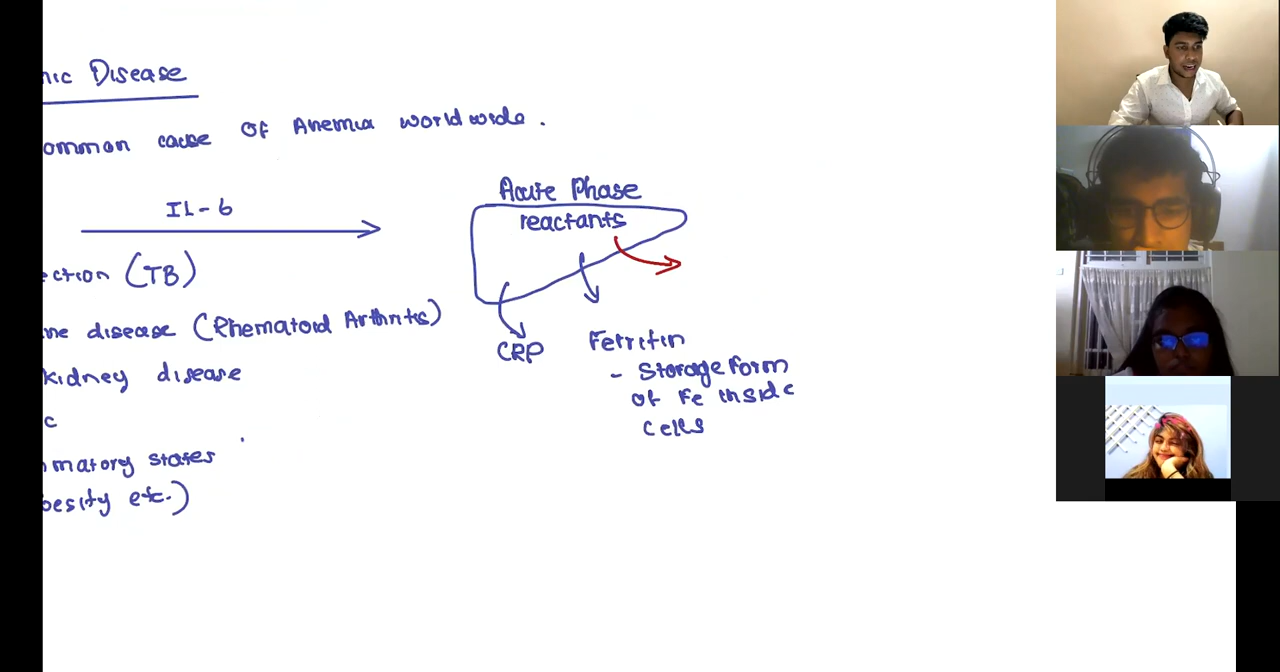 nic Disease
ommon cause of Anemia worldwide.
IL-6
Acute Phase
reactants
ection (TB)
ne disease (Rhematoid Arthritis)
CRP
Ferritin
kidney disease
- Storage form
of Fe inside
cells
c
mmatory states
besity etc.)